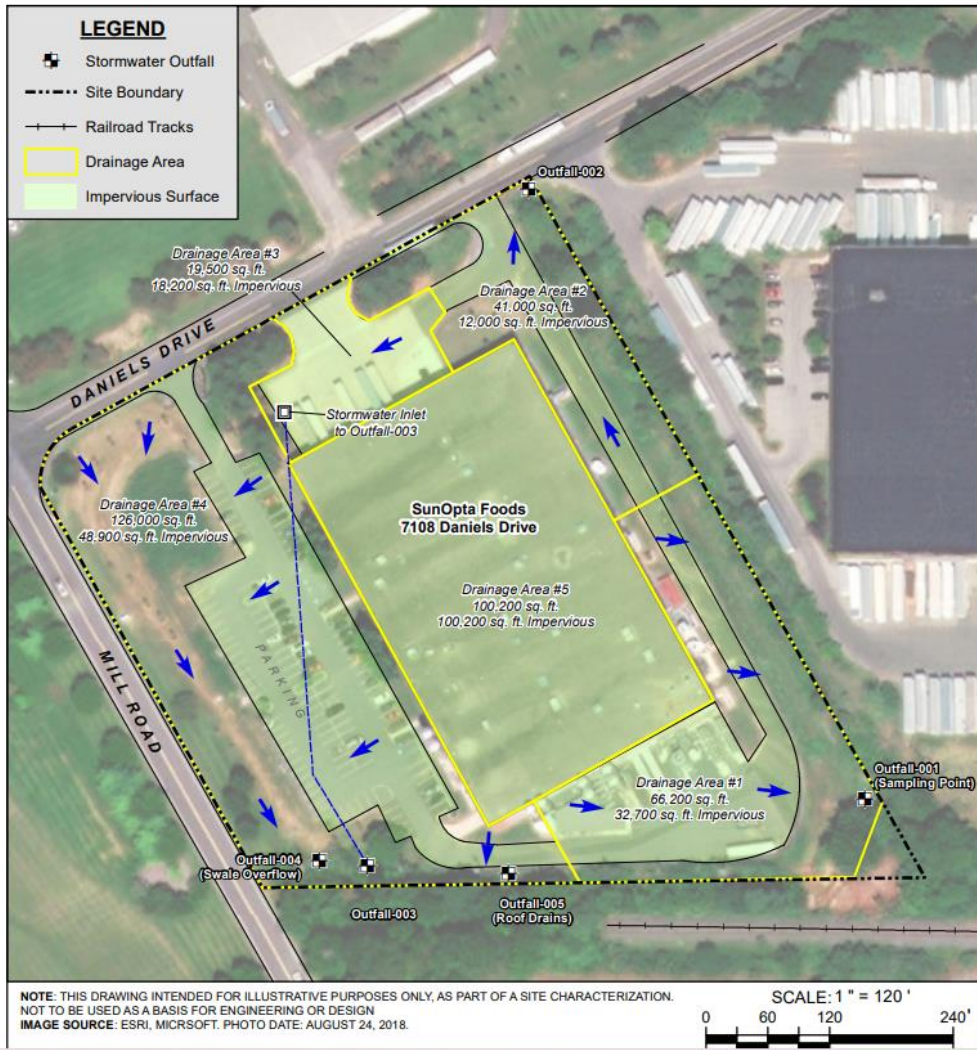 LEGEND
Stormwater Outfall
Site Boundary
Railroad Tracks
Drainage Area
Impervious Surface
Outfall-002
Drainage Area #3
19,500 sq. ft.
18,200 sq. ft. Impervious
Drainage Area #2
41,000 sq. ft.
12,000 sq. ft. Impervious
DANIELS DRIVE
Stormwater Inlet
to Outfall-003
Drainage Area #4
126,000 sq. ft.
48,900 sq. ft. Impervious
SunOpta Foods
7108 Daniels Drive
Drainage Area #5
100,200 sq. ft.
100,200 sq. ft. Impervious
PARKING
MILL ROAD
Drainage Area #1
66,200 sq. ft.
32,700 sq. ft. Impervious
Outfall-001
(Sampling Point)
Outfall-004
(Swale Overflow)
Outfall-003
Outfall-005
(Roof Drains)
NOTE: THIS DRAWING INTENDED FOR ILLUSTRATIVE PURPOSES ONLY, AS PART OF A SITE CHARACTERIZATION.
NOT TO BE USED AS A BASIS FOR ENGINEERING OR DESIGN
IMAGE SOURCE: ESRI, MICRSOFT. PHOTO DATE: AUGUST 24, 2018.
SCALE: 1 " = 120 '
0 60 120 240'